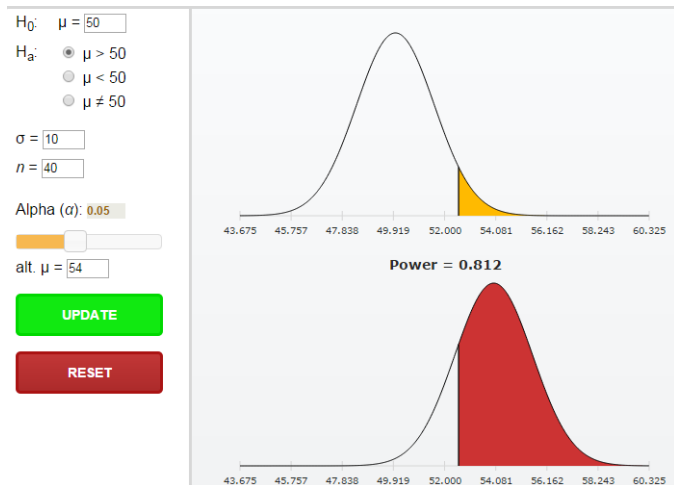 H0: μ = 50
Ha: μ > 50
μ < 50
μ ≠ 50
σ = 10
n = 40
Alpha (α): 0.05
alt. μ = 54
UPDATE
RESET
43.675 45.757 47.838 49.919 52.000 54.081 56.162 58.243 60.325
Power = 0.812
43.675 45.757 47.838 49.919 52.000 54.081 56.162 58.243 60.325